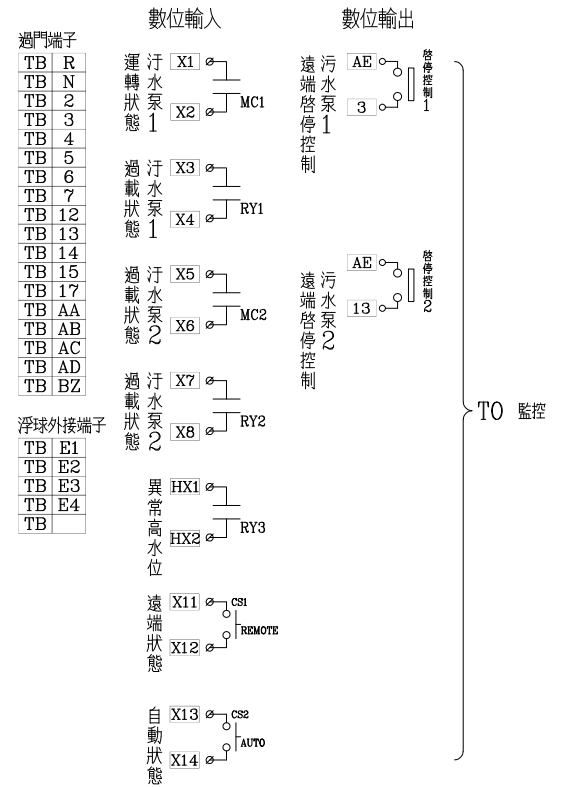 過門端子
TB R
TB N
TB 2
TB 3
TB 4
TB 5
TB 6
TB 7
TB 12
TB 13
TB 14
TB 15
TB 17
TB AA
TB AB
TB AC
TB AD
TB BZ
浮球外接端子
TB E1
TB E2
TB E3
TB E4
TB
數位輸入
汙水泵1
運轉狀態
X1
X2
MC1
汙水泵1
過載狀態
X3
X4
RY1
汙水泵2
過載狀態
X5
X6
MC2
汙水泵2
過載狀態
X7
X8
RY2
異常高水位
HX1
HX2
RY3
遠端狀態
X11
X12
CS1
REMOTE
自動狀態
X13
X14
CS2
AUTO
數位輸出
污水泵1
遠端啓停控制
AE
3
啓停控制1
污水泵2
遠端啓停控制
AE
13
啓停控制2
TO 監控